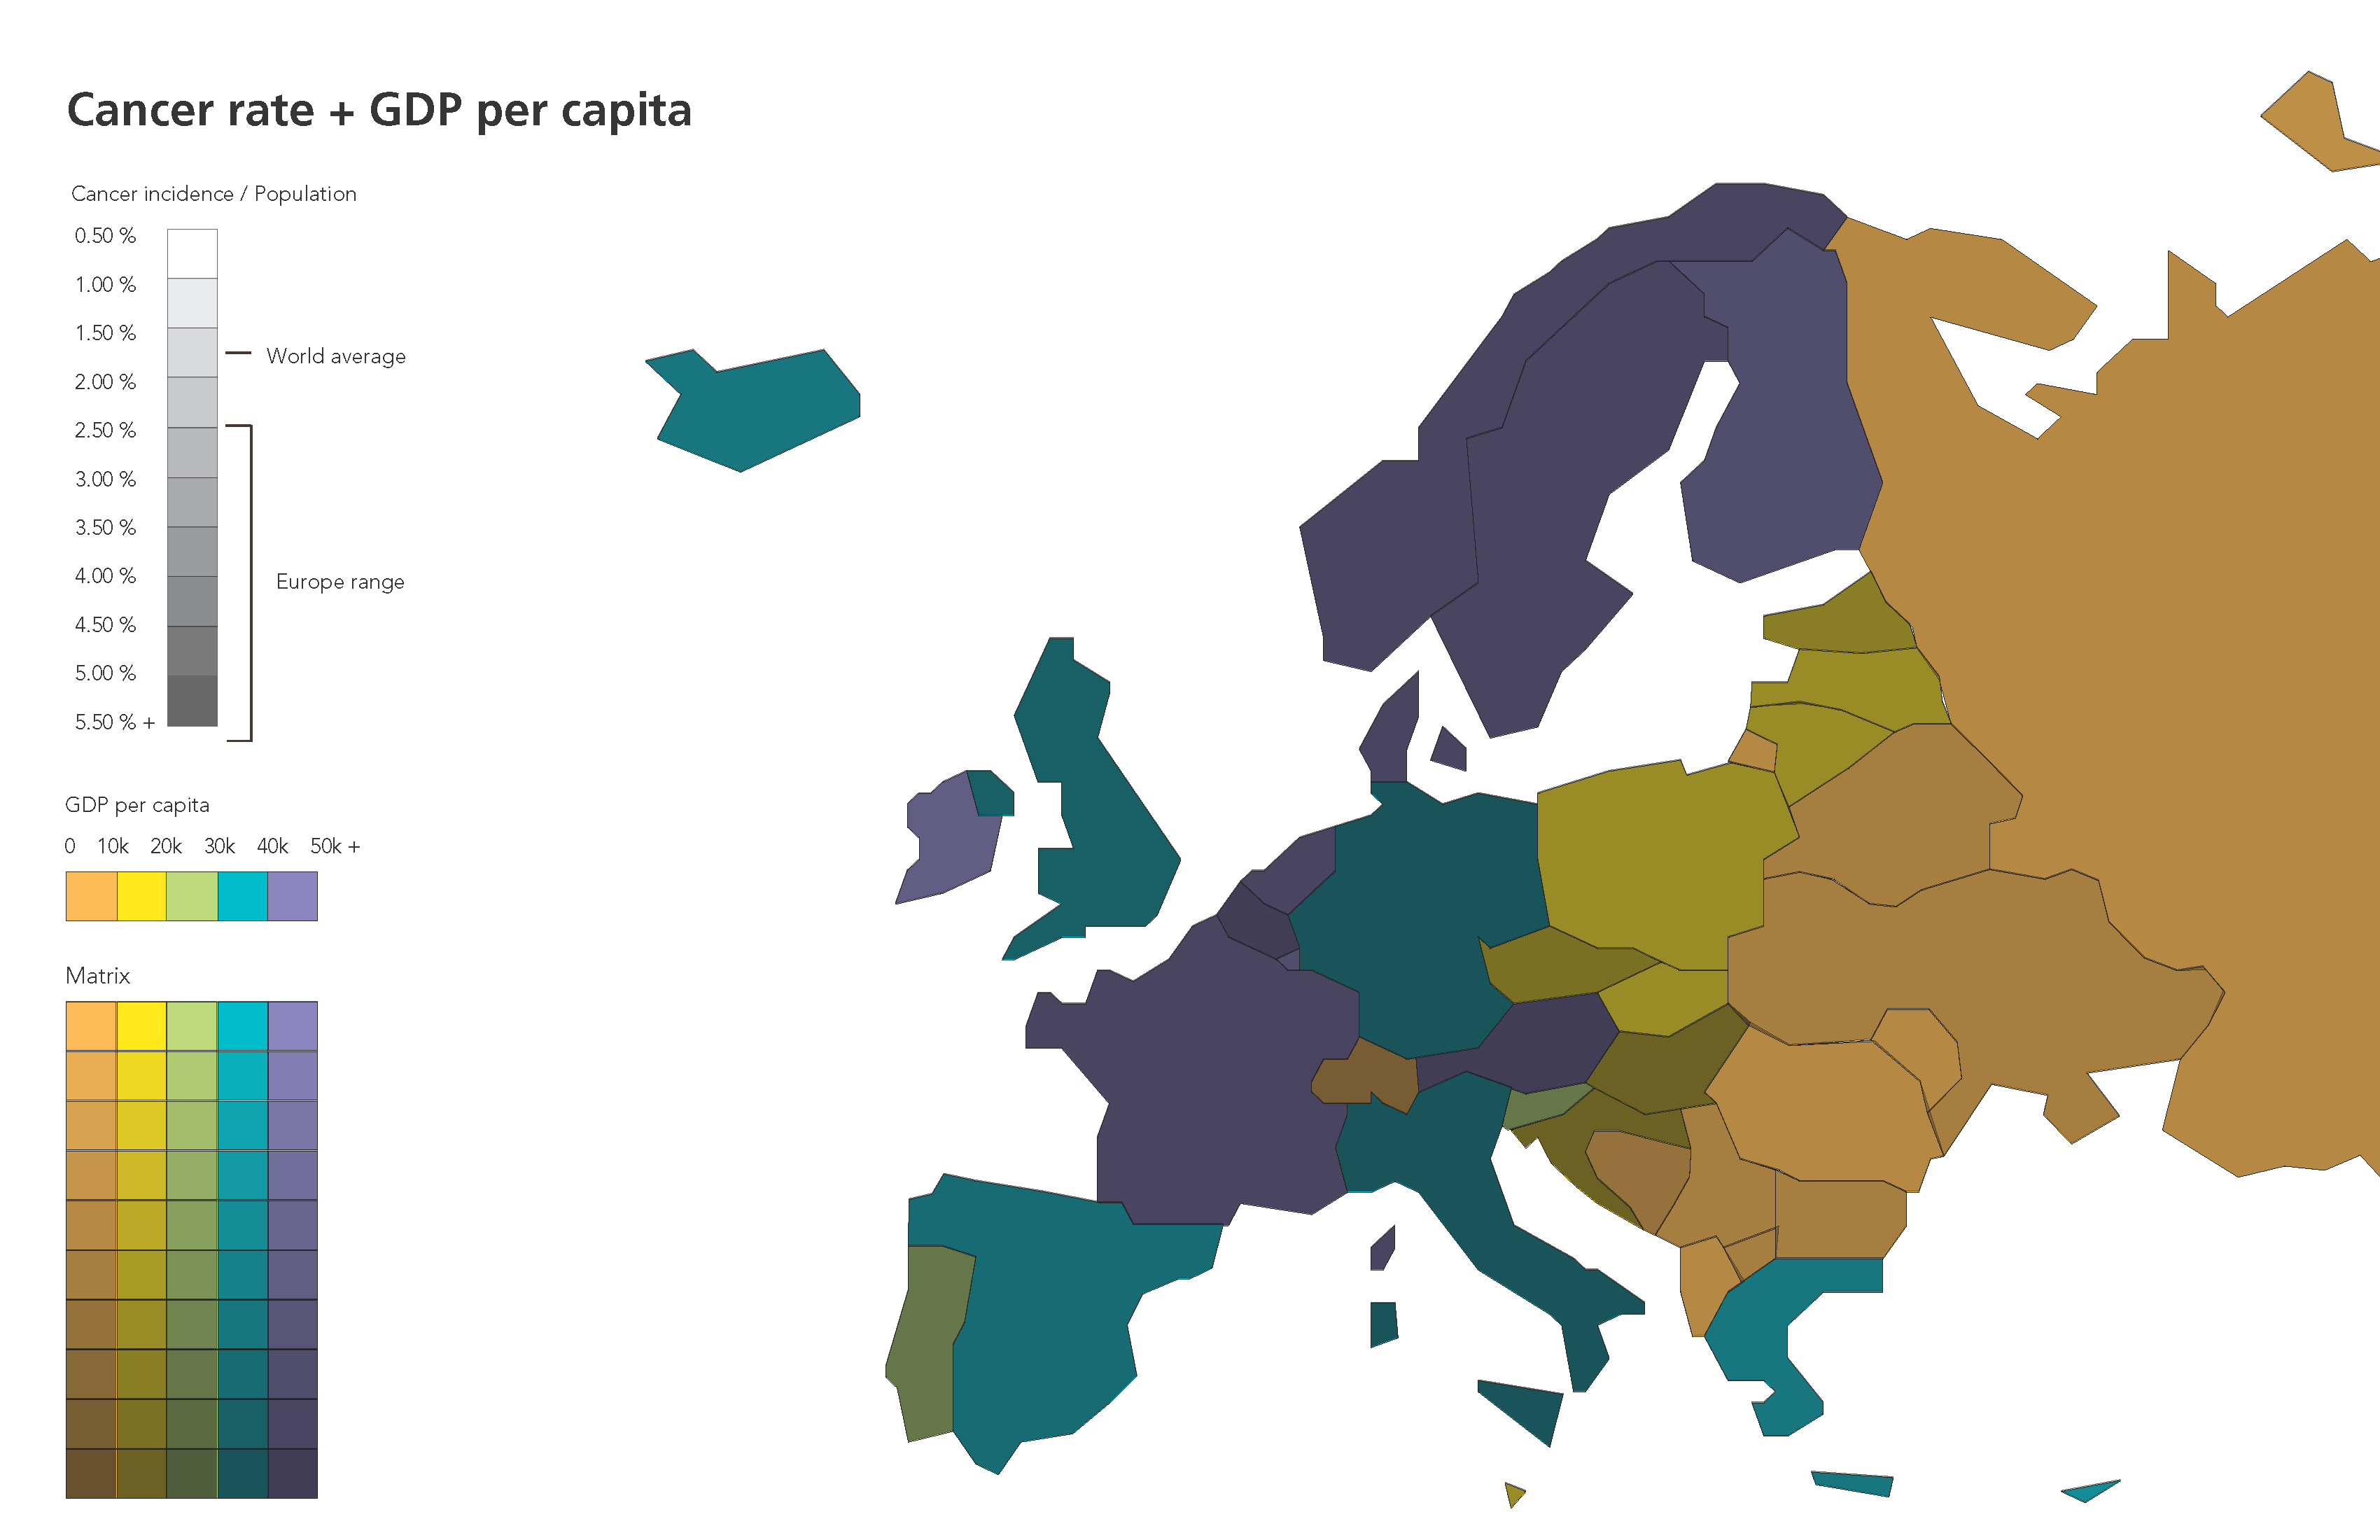 Cancer rate + GDP per capita
Cancer incidence / Population
0.50 %
1.00 %
1.50 %
World average
2.00 %
2.50 %
3.00 %
3.50 %
4.00 %
Europe range
4.50 %
5.00 %
5.50 % +
GDP per capita
0 10k 20k 30k 40k 50k +
Matrix